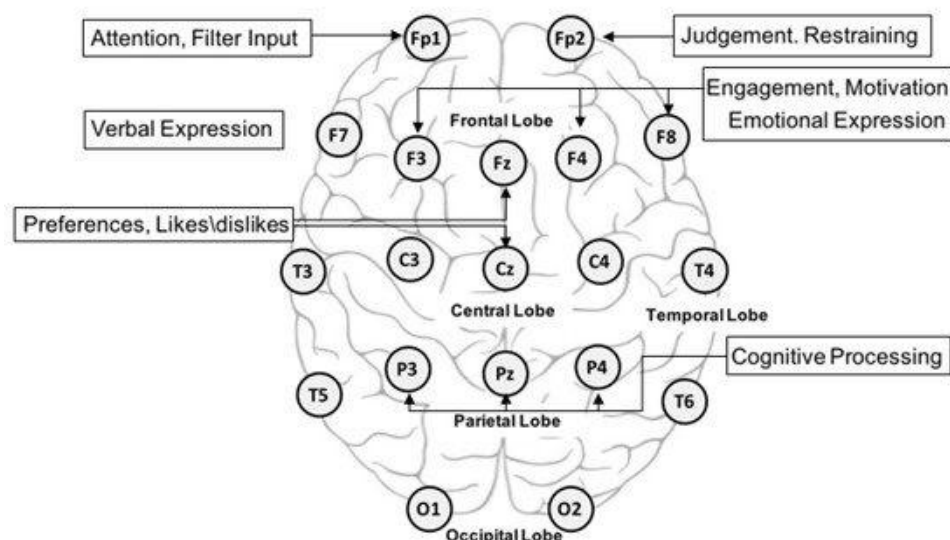 Attention, Filter Input
Fp1
Fp2
Judgement. Restraining
Engagement, Motivation
Emotional Expression
Verbal Expression
Frontal Lobe
F7
F3
Fz
F4
F8
Preferences, Likes\dislikes
T3
C3
Cz
C4
T4
Central Lobe
Temporal Lobe
Cognitive Processing
P3
Pz
P4
T5
T6
Parietal Lobe
O1
O2
Occipital Lobe